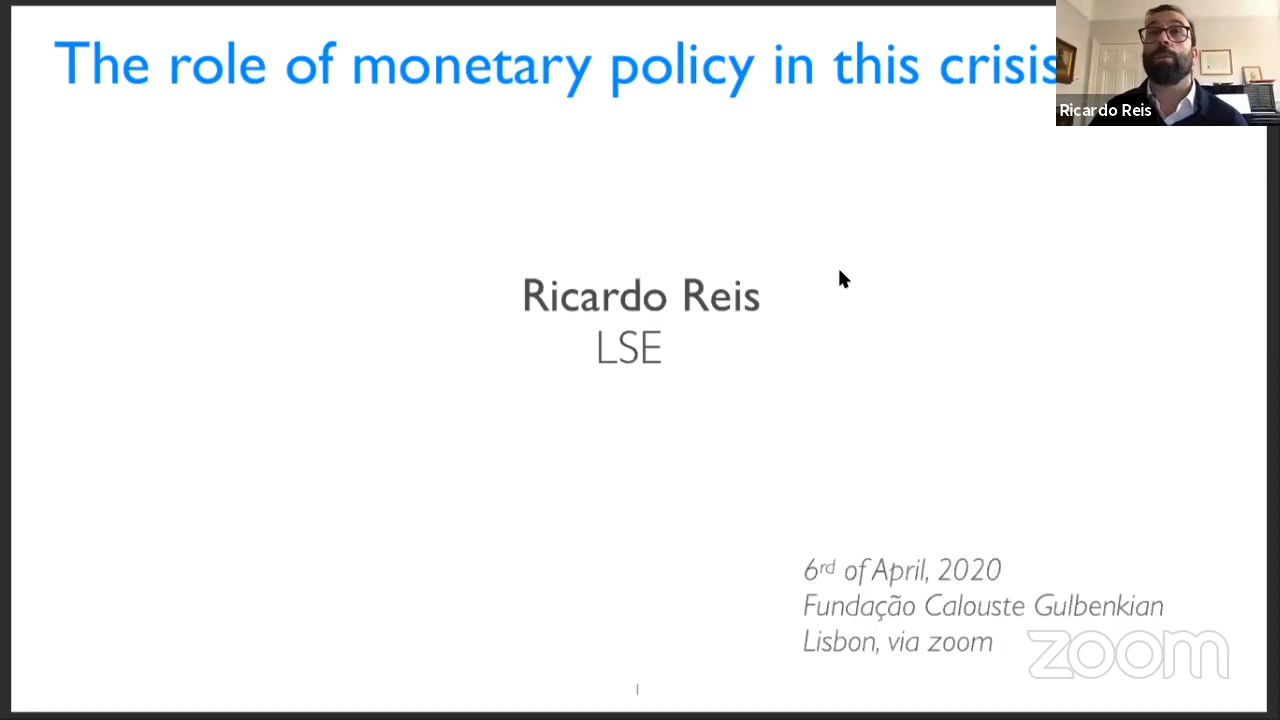 The role of monetary policy in this crisis
Ricardo Reis
Ricardo Reis
LSE
6rd of April, 2020
Fundação Calouste Gulbenkian
Lisbon, via zoom
zoom
1